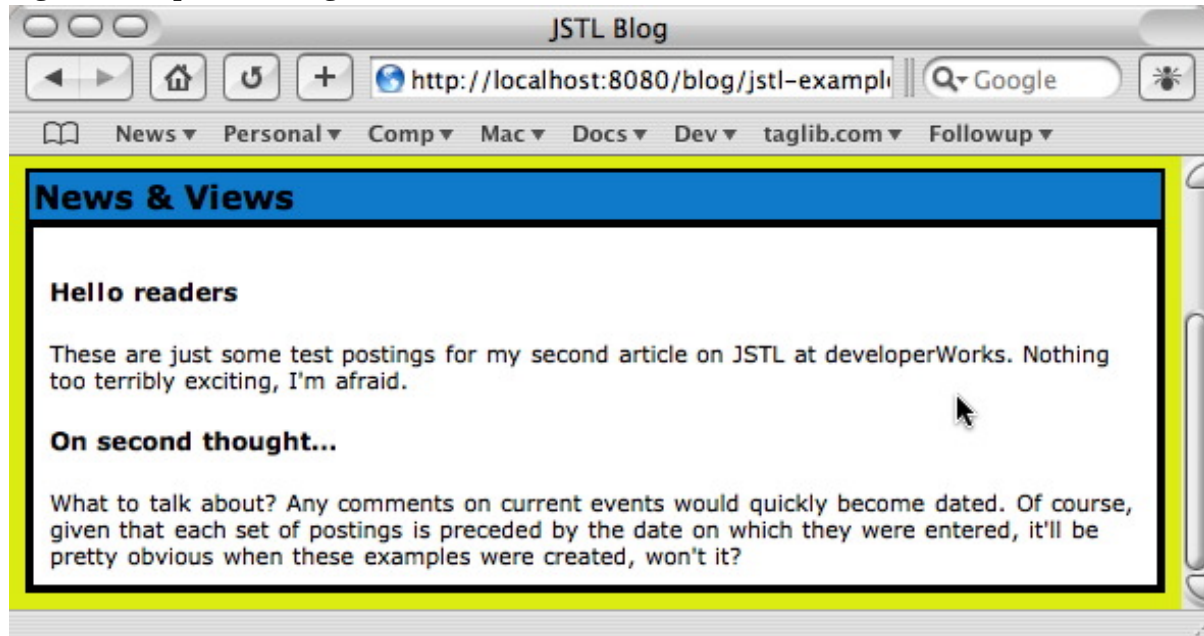 JSTL Blog
http://localhost:8080/blog/jstl-exampl
Google
News Personal Comp Mac Docs Dev taglib.com Followup
News & Views
Hello readers
These are just some test postings for my second article on JSTL at developerWorks. Nothing
too terribly exciting, I'm afraid.
On second thought...
What to talk about? Any comments on current events would quickly become dated. Of course,
given that each set of postings is preceded by the date on which they were entered, it'll be
pretty obvious when these examples were created, won't it?